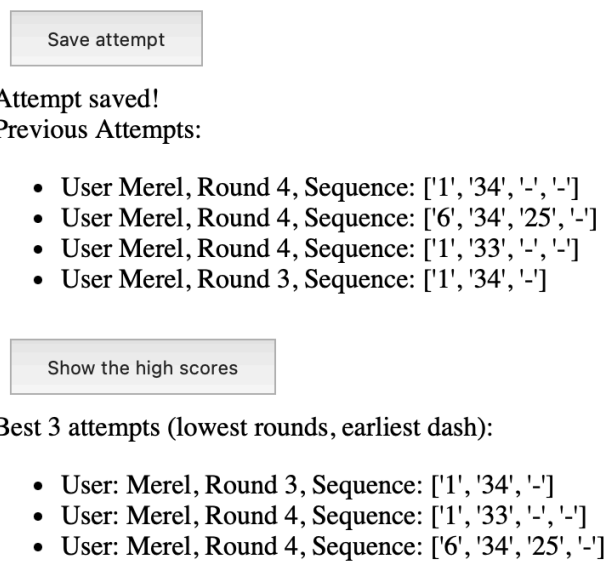 Save attempt
Attempt saved!
Previous Attempts:
• User Merel, Round 4, Sequence: ['1', '34', '-', '-']
• User Merel, Round 4, Sequence: ['6', '34', '25', '-']
• User Merel, Round 4, Sequence: ['1', '33', '-', '-']
• User Merel, Round 3, Sequence: ['1', '34', '-']
Show the high scores
Best 3 attempts (lowest rounds, earliest dash):
• User: Merel, Round 3, Sequence: ['1', '34', '-']
• User: Merel, Round 4, Sequence: ['1', '33', '-', '-']
• User: Merel, Round 4, Sequence: ['6', '34', '25', '-']